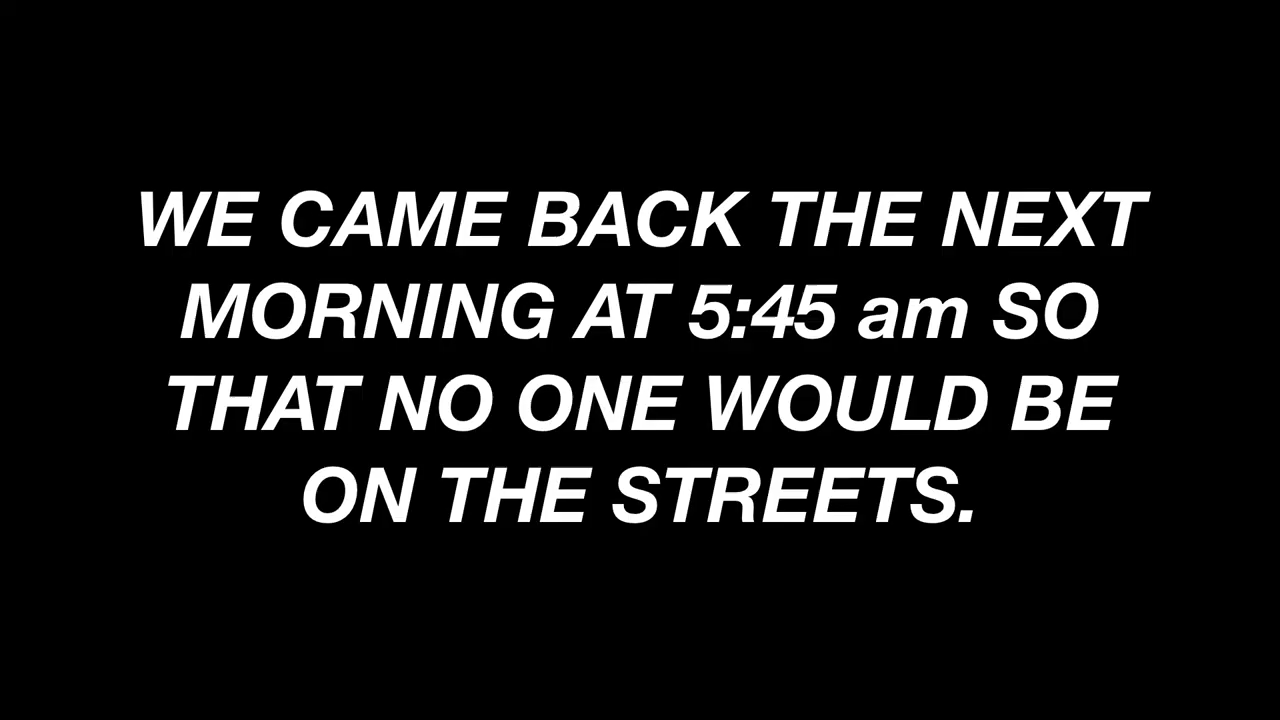 WE CAME BACK THE NEXT
MORNING AT 5:45 am SO
THAT NO ONE WOULD BE
ON THE STREETS.